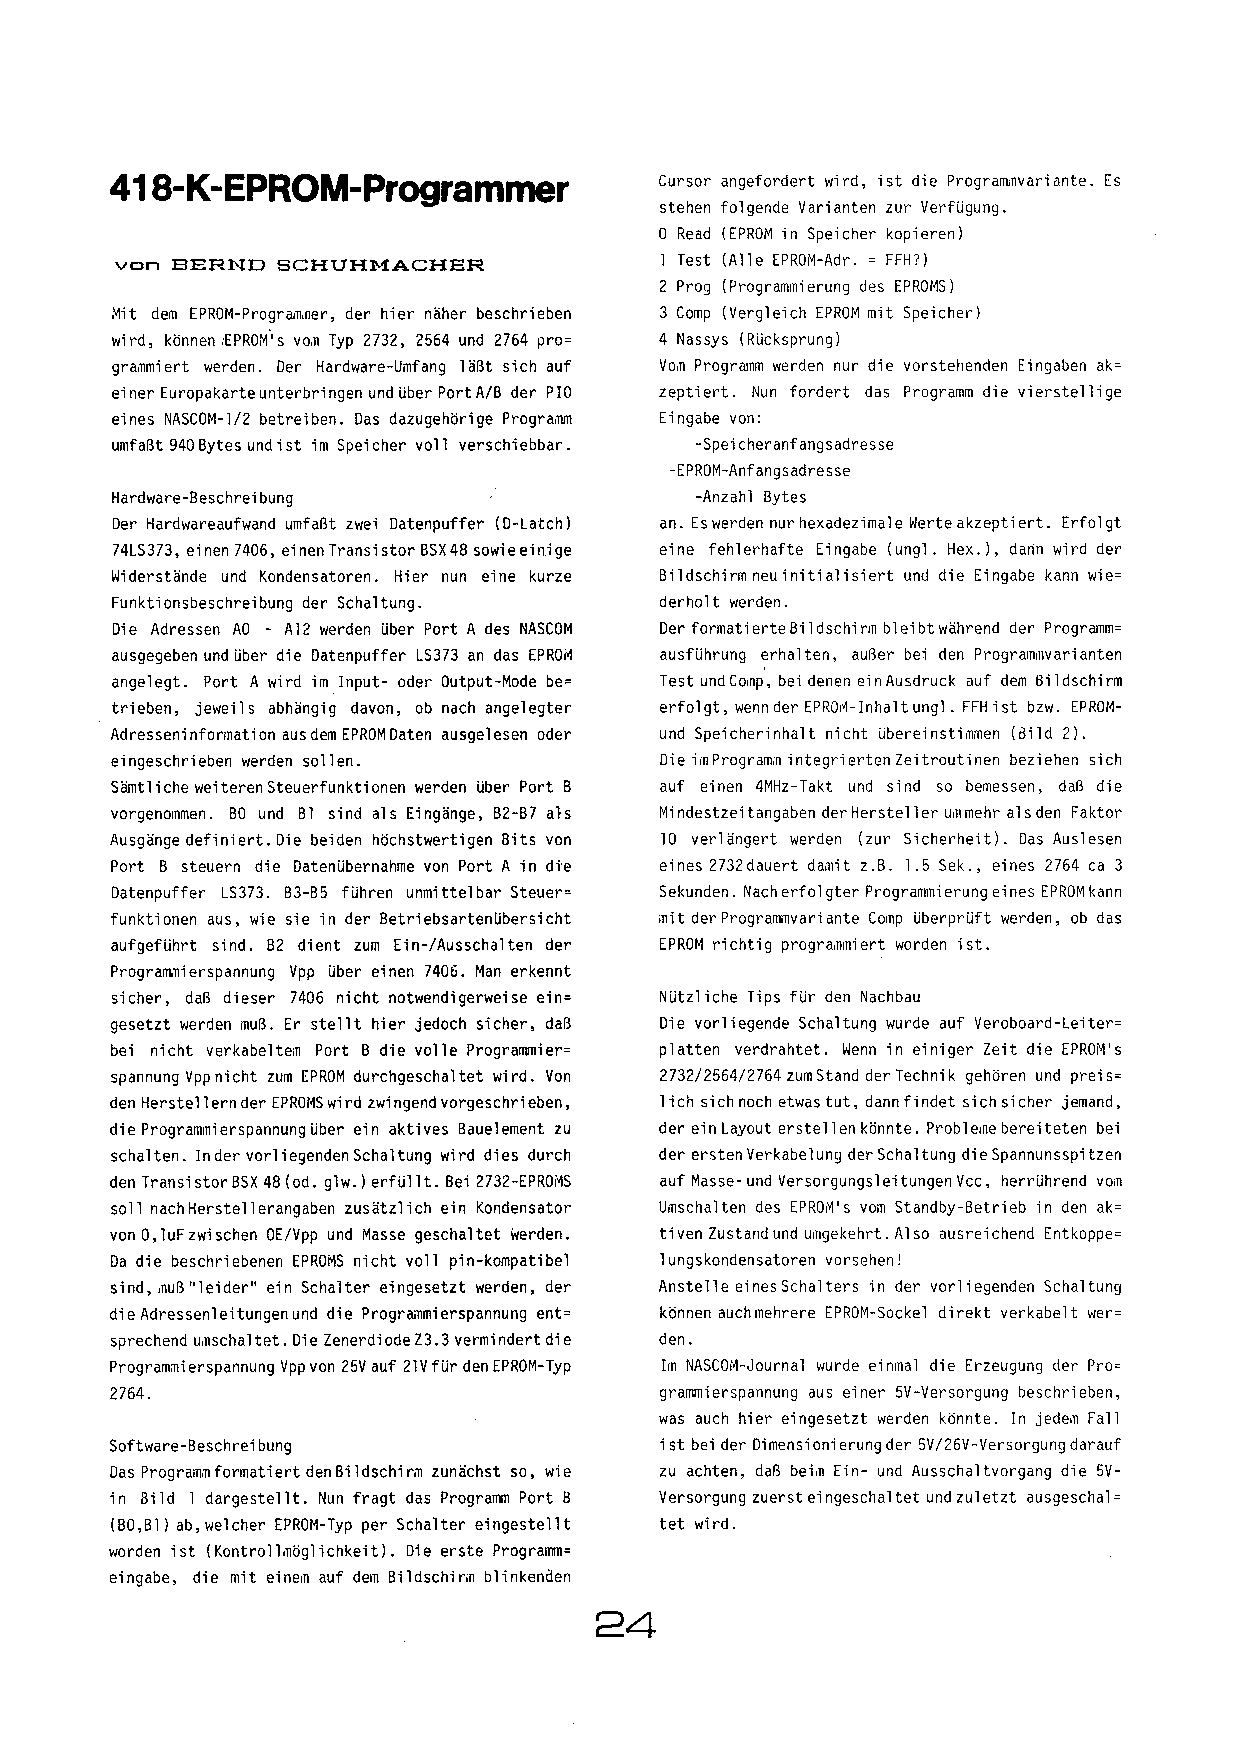 418-K-EPROM-Programmer
von BERND SCHUHMACHER
Mit dem EPROM-Programmer, der hier näher beschrieben
wird, können EPROM's vom Typ 2732, 2564 und 2764 pro=
grammiert werden. Der Hardware-Umfang läßt sich auf
einer Europakarte unterbringen und über Port A/B der PIO
eines NASCOM-1/2 betreiben. Das dazugehörige Programm
umfaßt 940 Bytes und ist im Speicher voll verschiebbar.
Hardware-Beschreibung
Der Hardwareaufwand umfaßt zwei Datenpuffer (D-Latch)
74LS373, einen 7406, einen Transistor BSX 48 sowie einige
Widerstände und Kondensatoren. Hier nun eine kurze
Funktionsbeschreibung der Schaltung.
Die Adressen A0 - A12 werden über Port A des NASCOM
ausgegeben und über die Datenpuffer LS373 an das EPROM
angelegt. Port A wird im Input- oder Output-Mode be=
trieben, jeweils abhängig davon, ob nach angelegter
Adresseninformation aus dem EPROM Daten ausgelesen oder
eingeschrieben werden sollen.
Sämtliche weiteren Steuerfunktionen werden über Port B
vorgenommen. B0 und B1 sind als Eingänge, B2-B7 als
Ausgänge definiert. Die beiden höchstwertigen Bits von
Port B steuern die Datenübernahme von Port A in die
Datenpuffer LS373. B3-B5 führen unmittelbar Steuer=
funktionen aus, wie sie in der Betriebsartenübersicht
aufgeführt sind. B2 dient zum Ein-/Ausschalten der
Programmierspannung Vpp über einen 7406. Man erkennt
sicher, daß dieser 7406 nicht notwendigerweise ein=
gesetzt werden muß. Er stellt hier jedoch sicher, daß
bei nicht verkabeltem Port B die volle Programmier=
spannung Vpp nicht zum EPROM durchgeschaltet wird. Von
den Herstellern der EPROMS wird zwingend vorgeschrieben,
die Programmierspannung über ein aktives Bauelement zu
schalten. In der vorliegenden Schaltung wird dies durch
den Transistor BSX 48 (od. glw.) erfüllt. Bei 2732-EPROMS
soll nach Herstellerangaben zusätzlich ein Kondensator
von 0,1uF zwischen OE/Vpp und Masse geschaltet werden.
Da die beschriebenen EPROMS nicht voll pin-kompatibel
sind, muß "leider" ein Schalter eingesetzt werden, der
die Adressenleitungen und die Programmierspannung ent=
sprechend umschaltet. Die Zenerdiode Z3.3 vermindert die
Programmierspannung Vpp von 25V auf 21V für den EPROM-Typ
2764.
Software-Beschreibung
Das Programm formatiert den Bildschirm zunächst so, wie
in Bild 1 dargestellt. Nun fragt das Programm Port B
(B0,B1) ab, welcher EPROM-Typ per Schalter eingestellt
worden ist (Kontrollmöglichkeit). Die erste Programm=
eingabe, die mit einem auf dem Bildschirm blinkenden
Cursor angefordert wird, ist die Programmvariante. Es
stehen folgende Varianten zur Verfügung.
0 Read (EPROM in Speicher kopieren)
1 Test (Alle EPROM-Adr. = FFH?)
2 Prog (Programmierung des EPROMS)
3 Comp (Vergleich EPROM mit Speicher)
4 Nassys (Rücksprung)
Vom Programm werden nur die vorstehenden Eingaben ak=
zeptiert. Nun fordert das Programm die vierstellige
Eingabe von:
-Speicheranfangsadresse
-EPROM-Anfangsadresse
-Anzahl Bytes
an. Es werden nur hexadezimale Werte akzeptiert. Erfolgt
eine fehlerhafte Eingabe (ungl. Hex.), dann wird der
Bildschirm neu initialisiert und die Eingabe kann wie=
derholt werden.
Der formatierte Bildschirm bleibt während der Programm=
ausführung erhalten, außer bei den Programmvarianten
Test und Comp, bei denen ein Ausdruck auf dem Bildschirm
erfolgt, wenn der EPROM-Inhalt ungl. FFH ist bzw. EPROM-
und Speicherinhalt nicht übereinstimmen (Bild 2).
Die im Programm integrierten Zeitroutinen beziehen sich
auf einen 4MHz-Takt und sind so bemessen, daß die
Mindestzeitangaben der Hersteller um mehr als den Faktor
10 verlängert werden (zur Sicherheit). Das Auslesen
eines 2732 dauert damit z.B. 1.5 Sek., eines 2764 ca 3
Sekunden. Nach erfolgter Programmierung eines EPROM kann
mit der Programmvariante Comp überprüft werden, ob das
EPROM richtig programmiert worden ist.
Nützliche Tips für den Nachbau
Die vorliegende Schaltung wurde auf Veroboard-Leiter=
platten verdrahtet. Wenn in einiger Zeit die EPROM's
2732/2564/2764 zum Stand der Technik gehören und preis=
lich sich noch etwas tut, dann findet sich sicher jemand,
der ein Layout erstellen könnte. Probleme bereiteten bei
der ersten Verkabelung der Schaltung die Spannunsspitzen
auf Masse- und Versorgungsleitungen Vcc, herrührend vom
Umschalten des EPROM's vom Standby-Betrieb in den ak=
tiven Zustand und umgekehrt. Also ausreichend Entkoppe=
lungskondensatoren vorsehen!
Anstelle eines Schalters in der vorliegenden Schaltung
können auch mehrere EPROM-Sockel direkt verkabelt wer=
den.
Im NASCOM-Journal wurde einmal die Erzeugung der Pro=
grammierspannung aus einer 5V-Versorgung beschrieben,
was auch hier eingesetzt werden könnte. In jedem Fall
ist bei der Dimensionierung der 5V/26V-Versorgung darauf
zu achten, daß beim Ein- und Ausschaltvorgang die 5V-
Versorgung zuerst eingeschaltet und zuletzt ausgeschal=
tet wird.
24